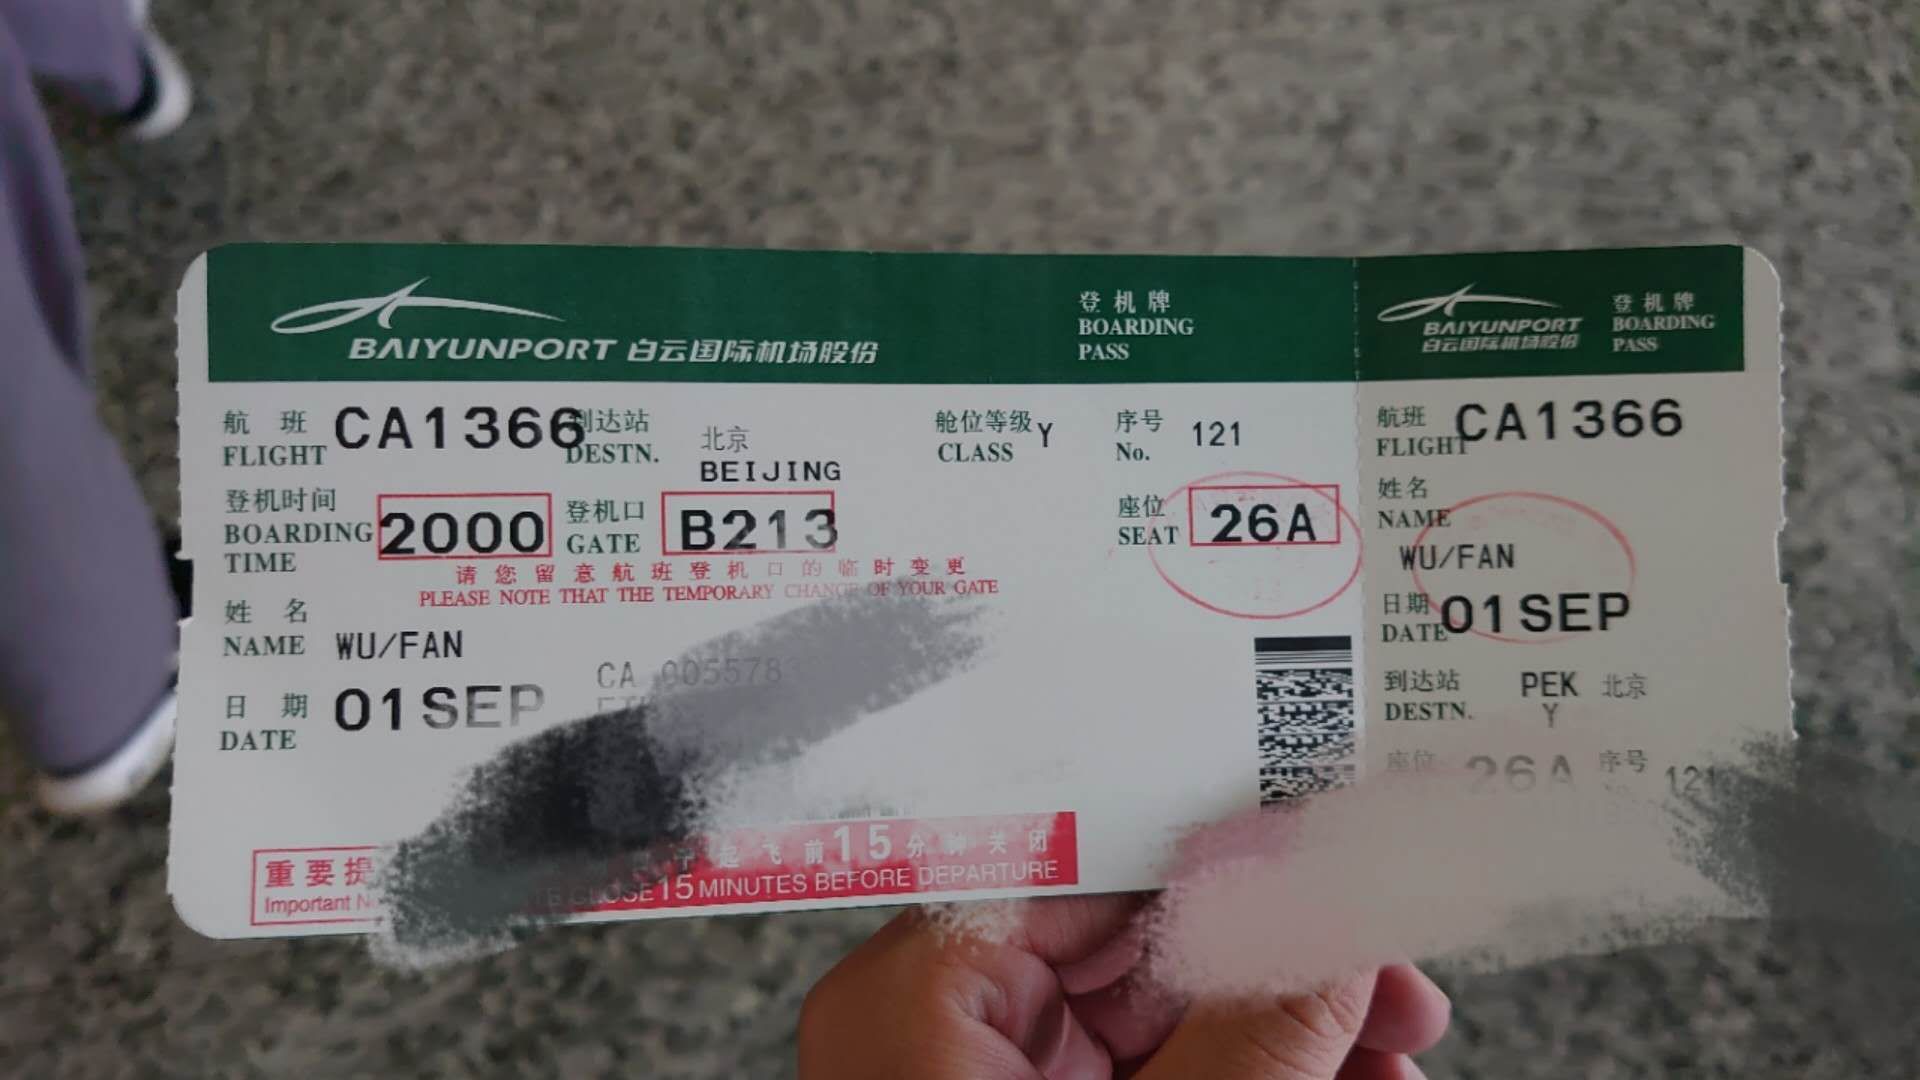 BAIYUNPORT 白云国际机场股份
登机牌
BOARDING
PASS
航班 CA1366 到达站 北京 舱位等级 Y 序号 121
FLIGHT DESTN. BEIJING CLASS No.
登机时间 2000 登机口 B213 座位 26A
BOARDING TIME GATE SEAT
请您留意航班登机口的临时变更
PLEASE NOTE THAT THE TEMPORARY CHANGE OF YOUR GATE
姓名
NAME WU/FAN
CA
日期 01SEP
DATE
重要提
Important
起飞前15分钟关闭
CLOSE 15 MINUTES BEFORE DEPARTURE
BAIYUNPORT
白云国际机场股份
登机牌
BOARDING
PASS
航班 CA1366
FLIGHT
姓名
NAME
WU/FAN
日期 01SEP
DATE
到达站 PEK 北京
DESTN. Y
座位 26A 序号 121